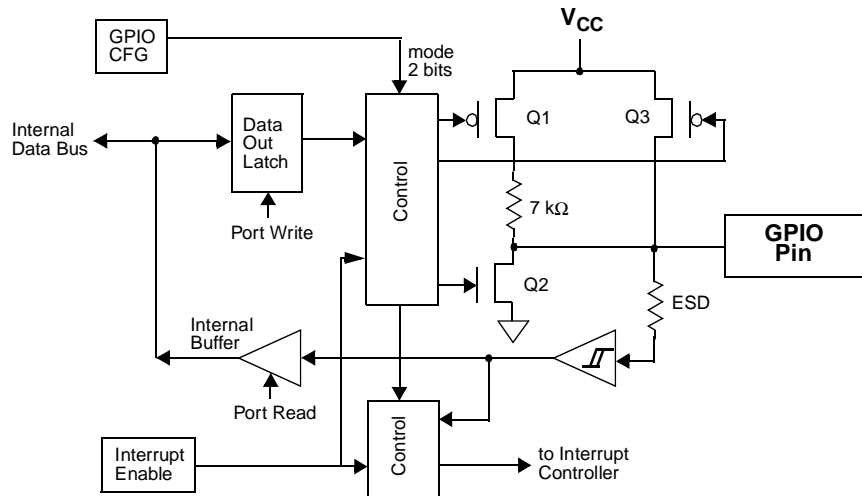 GPIO
CFG
mode
2 bits
VCC
Internal
Data Bus
Data
Out
Latch
Control
Q1
Q3
7 kΩ
Port Write
GPIO
Pin
Q2
ESD
Internal
Buffer
Port Read
Control
Interrupt
Enable
to Interrupt
Controller